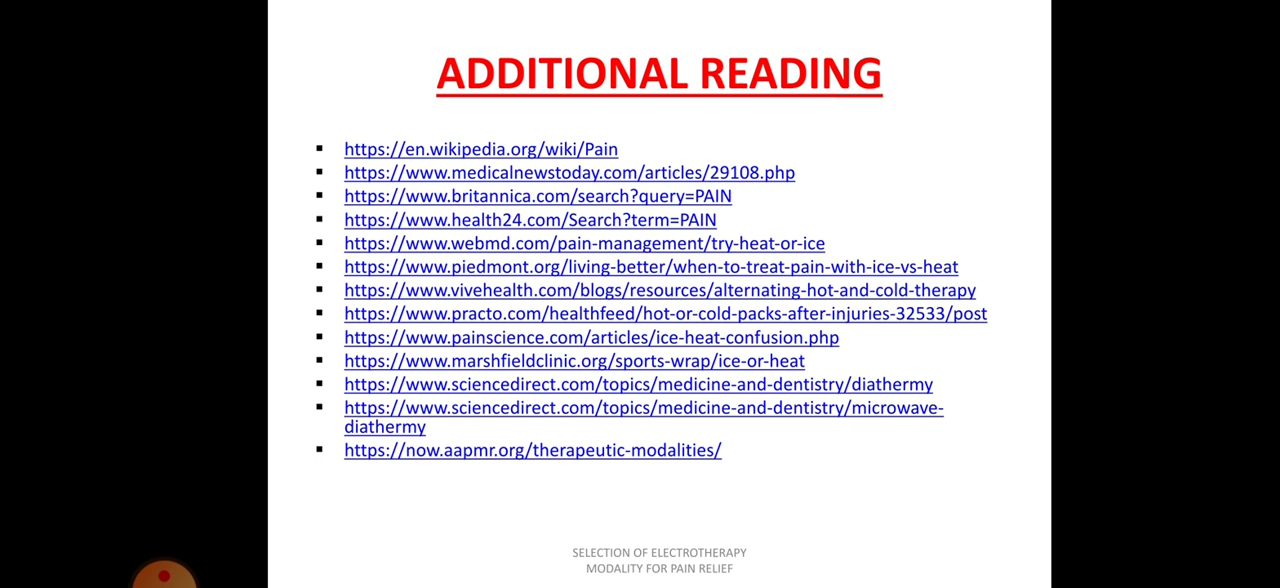 ADDITIONAL READING
▪ https://en.wikipedia.org/wiki/Pain
▪ https://www.medicalnewstoday.com/articles/29108.php
▪ https://www.britannica.com/search?query=PAIN
▪ https://www.health24.com/Search?term=PAIN
▪ https://www.webmd.com/pain-management/try-heat-or-ice
▪ https://www.piedmont.org/living-better/when-to-treat-pain-with-ice-vs-heat
▪ https://www.vivehealth.com/blogs/resources/alternating-hot-and-cold-therapy
▪ https://www.practo.com/healthfeed/hot-or-cold-packs-after-injuries-32533/post
▪ https://www.painscience.com/articles/ice-heat-confusion.php
▪ https://www.marshfieldclinic.org/sports-wrap/ice-or-heat
▪ https://www.sciencedirect.com/topics/medicine-and-dentistry/diathermy
▪ https://www.sciencedirect.com/topics/medicine-and-dentistry/microwave-
diathermy
▪ https://now.aapmr.org/therapeutic-modalities/
SELECTION OF ELECTROTHERAPY
MODALITY FOR PAIN RELIEF